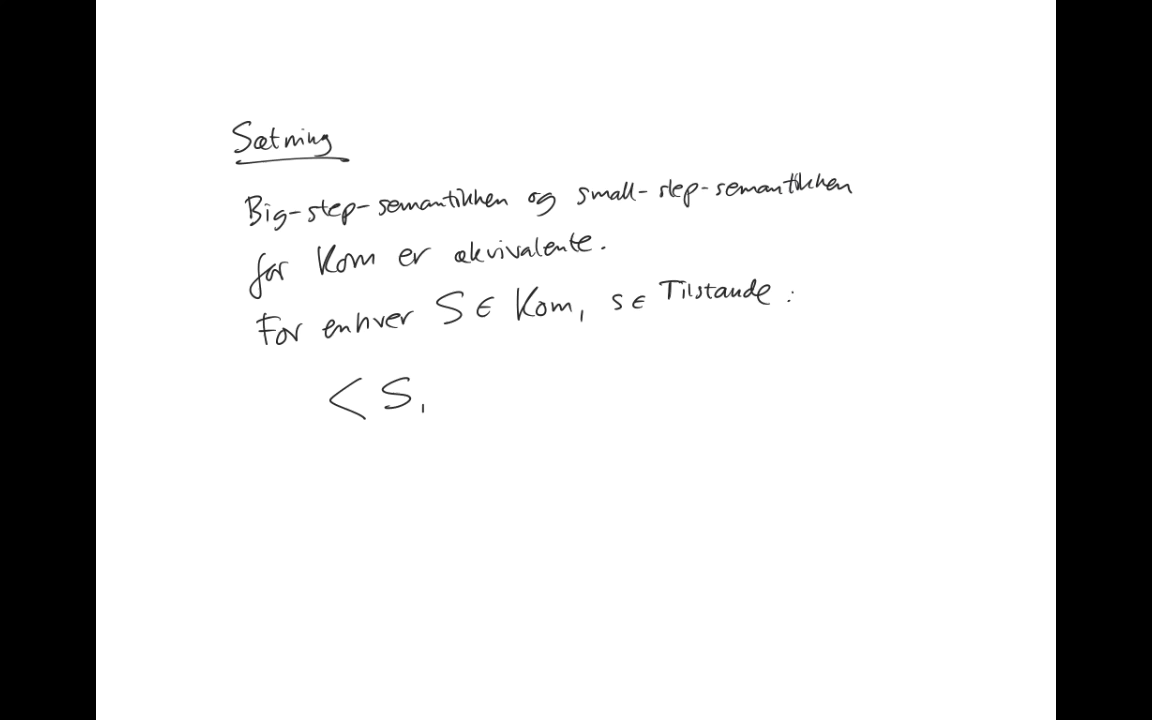 Sætning
Big-step-semantikken og small-step-semantikken
for Kom er ækvivalente.
For enhver S ∈ Kom, s ∈ Tilstande :
< S,